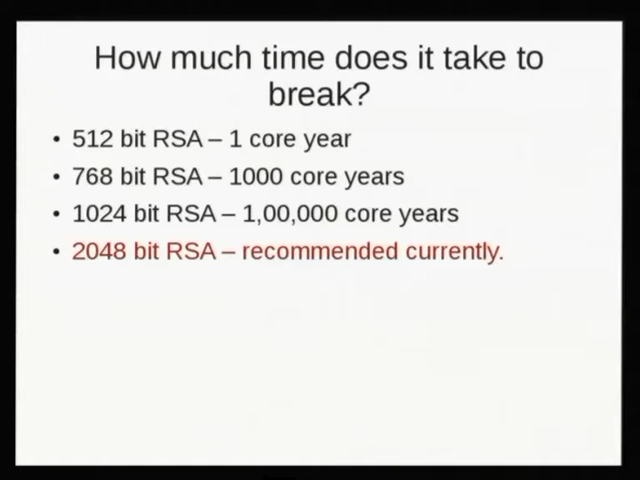 How much time does it take to
break?
• 512 bit RSA – 1 core year
• 768 bit RSA – 1000 core years
• 1024 bit RSA – 1,00,000 core years
• 2048 bit RSA – recommended currently.